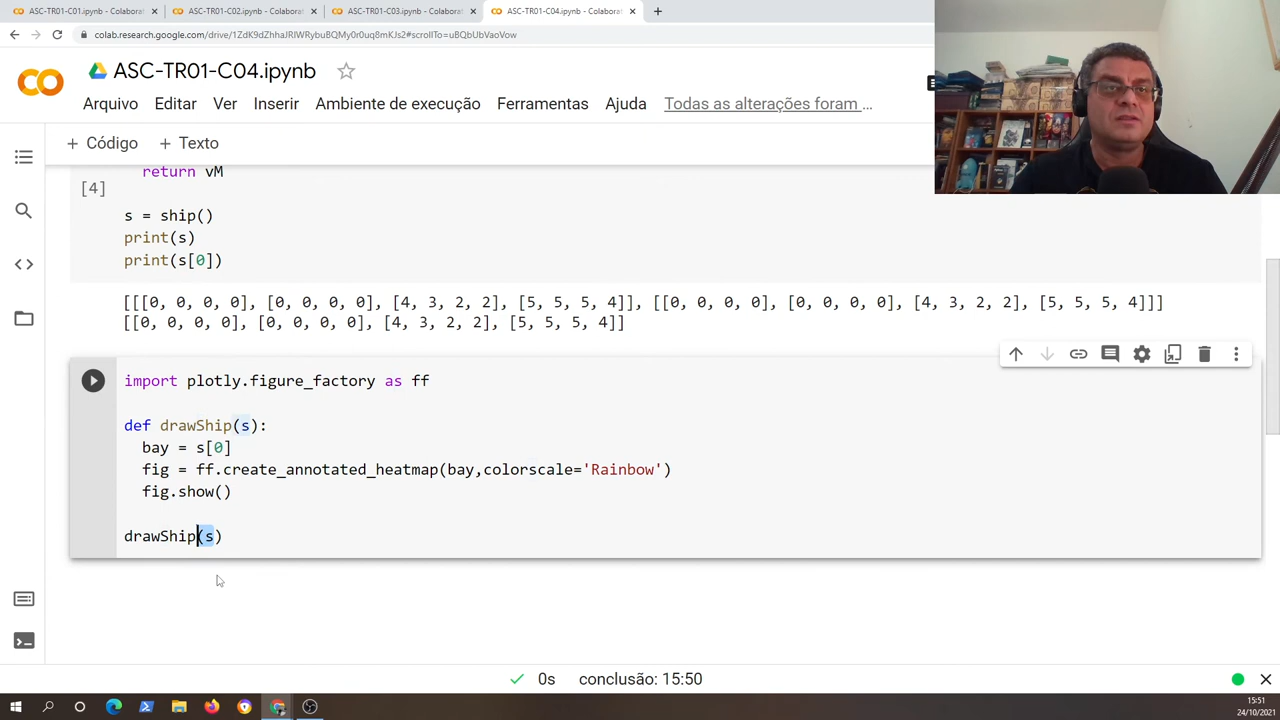 ASC-TR01-C01.ipynb - Colaborat
ASC-TR01-C02.ipynb - Colaborat
ASC-TR01-C03.ipynb - Colaborat
ASC-TR01-C04.ipynb - Colaborat
colab.research.google.com/drive/1ZdK9dZhhaJRlWRybuBQMy0r0uq8mKJs2#scrollTo=uBQbUbVaoVow
ASC-TR01-C04.ipynb
Arquivo Editar Ver Inserir Ambiente de execução Ferramentas Ajuda Todas as alterações foram …
+ Código + Texto
return vM
[4]
s = ship()
print(s)
print(s[0])
[[[0, 0, 0, 0], [0, 0, 0, 0], [4, 3, 2, 2], [5, 5, 5, 4]], [[0, 0, 0, 0], [0, 0, 0, 0], [4, 3, 2, 2], [5, 5, 5, 4]]]
[[0, 0, 0, 0], [0, 0, 0, 0], [4, 3, 2, 2], [5, 5, 5, 4]]
import plotly.figure_factory as ff
def drawShip(s):
bay = s[0]
fig = ff.create_annotated_heatmap(bay,colorscale='Rainbow')
fig.show()
drawShip(s)
0s conclusão: 15:50
15:51
24/10/2021